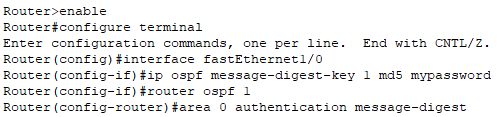 Router>enable
Router#configure terminal
Enter configuration commands, one per line.  End with CNTL/Z.
Router(config)#interface fastEthernet1/0
Router(config-if)#ip ospf message-digest-key 1 md5 mypassword
Router(config-if)#router ospf 1
Router(config-router)#area 0 authentication message-digest